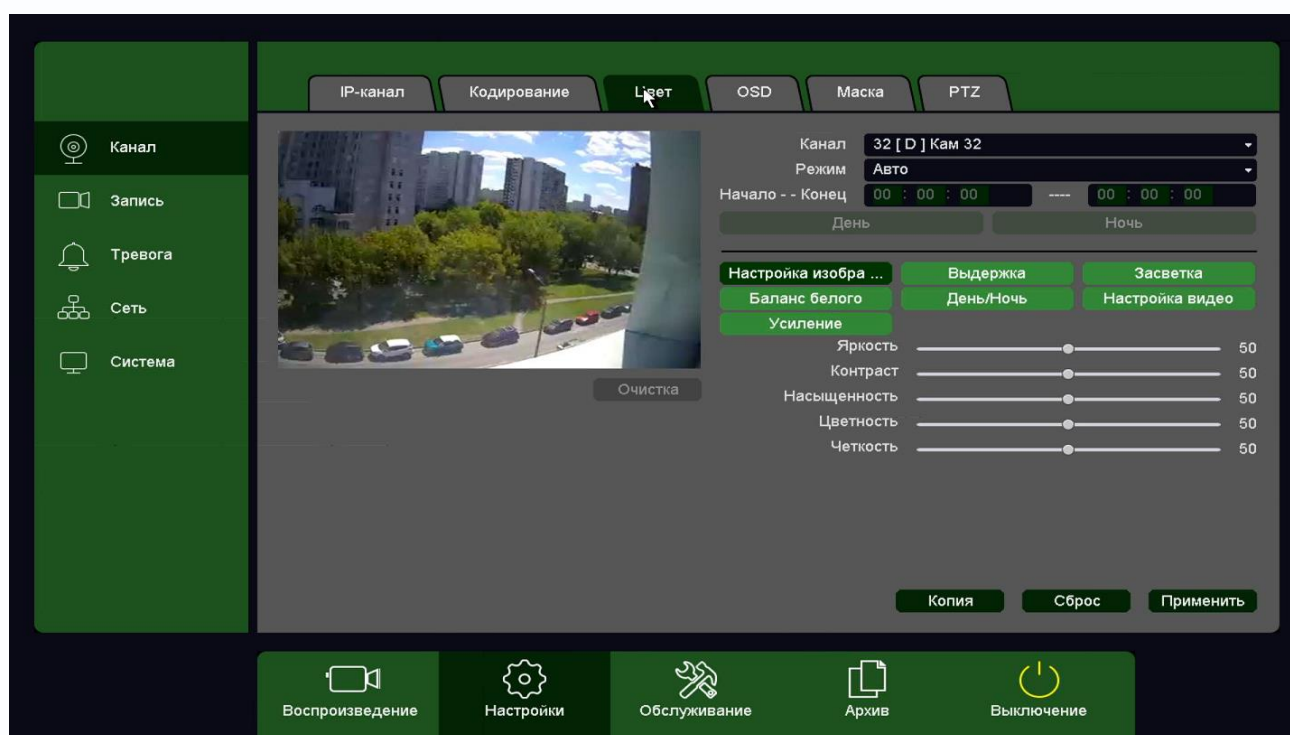 IP-канал Кодирование Цвет OSD Маска PTZ
Канал
Запись
Тревога
Сеть
Система
Канал 32 [ D ] Кам 32
Режим Авто
Начало - - Конец 00 : 00 : 00 ---- 00 : 00 : 00
День Ночь
Настройка изобра ... Выдержка Засветка
Баланс белого День/Ночь Настройка видео
Усиление
Яркость 50
Контраст 50
Насыщенность 50
Цветность 50
Четкость 50
Очистка
Копия Сброс Применить
Воспроизведение Настройки Обслуживание Архив Выключение